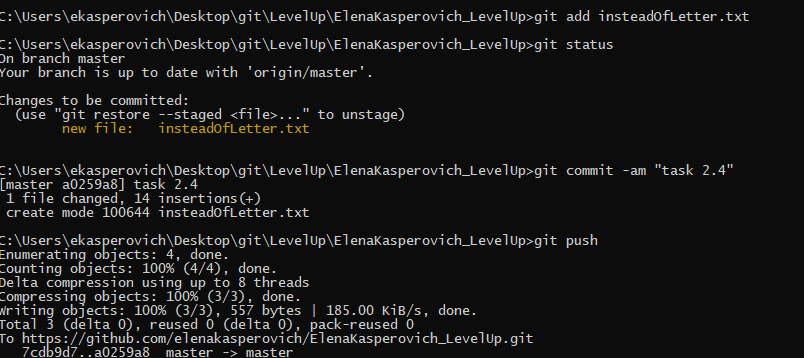 C:\Users\ekasperovich\Desktop\git\LevelUp\ElenaKasperovich_LevelUp>git add insteadOfLetter.txt
C:\Users\ekasperovich\Desktop\git\LevelUp\ElenaKasperovich_LevelUp>git status
On branch master
Your branch is up to date with 'origin/master'.
Changes to be committed:
  (use "git restore --staged <file>..." to unstage)
        new file:   insteadOfLetter.txt
C:\Users\ekasperovich\Desktop\git\LevelUp\ElenaKasperovich_LevelUp>git commit -am "task 2.4"
[master a0259a8] task 2.4
 1 file changed, 14 insertions(+)
 create mode 100644 insteadOfLetter.txt
C:\Users\ekasperovich\Desktop\git\LevelUp\ElenaKasperovich_LevelUp>git push
Enumerating objects: 4, done.
Counting objects: 100% (4/4), done.
Delta compression using up to 8 threads
Compressing objects: 100% (3/3), done.
Writing objects: 100% (3/3), 557 bytes | 185.00 KiB/s, done.
Total 3 (delta 0), reused 0 (delta 0), pack-reused 0
To https://github.com/elenakasperovich/ElenaKasperovich_LevelUp.git
   7cdb9d7..a0259a8  master -> master